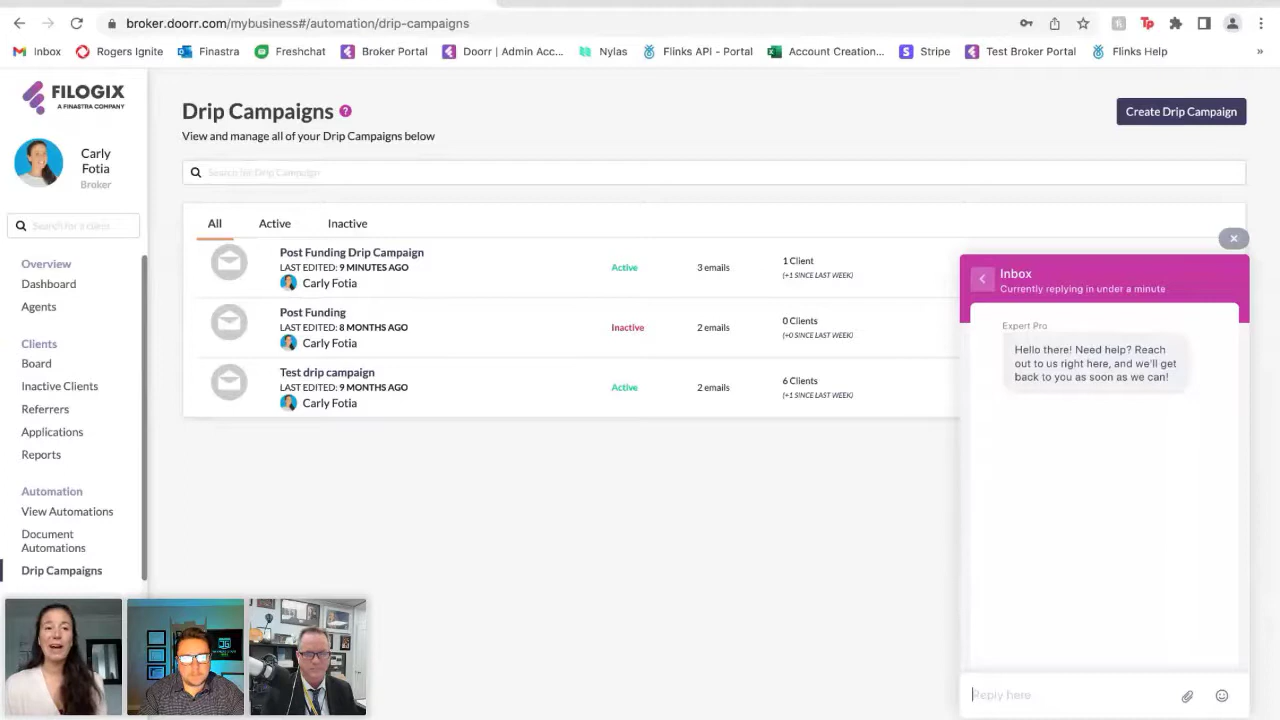 broker.doorr.com/mybusiness#/automation/drip-campaigns
Inbox
Rogers Ignite
Finastra
Freshchat
Broker Portal
Doorr | Admin Acc...
Nylas
Flinks API - Portal
Account Creation...
Stripe
Test Broker Portal
Flinks Help
»
FILOGIX
A FINASTRA COMPANY
Carly
Fotia
Broker
Search for a client...
Overview
Dashboard
Agents
Clients
Board
Inactive Clients
Referrers
Applications
Reports
Automation
View Automations
Document
Automations
Drip Campaigns
Drip Campaigns ?
View and manage all of your Drip Campaigns below
Create Drip Campaign
Search for Drip Campaign
All
Active
Inactive
Post Funding Drip Campaign
LAST EDITED: 9 MINUTES AGO
Carly Fotia
Active
3 emails
1 Client
(+1 SINCE LAST WEEK)
Post Funding
LAST EDITED: 8 MONTHS AGO
Carly Fotia
Inactive
2 emails
0 Clients
(+0 SINCE LAST WEEK)
Test drip campaign
LAST EDITED: 9 MONTHS AGO
Carly Fotia
Active
2 emails
6 Clients
(+1 SINCE LAST WEEK)
Inbox
Currently replying in under a minute
Expert Pro
Hello there! Need help? Reach
out to us right here, and we'll get
back to you as soon as we can!
Reply here